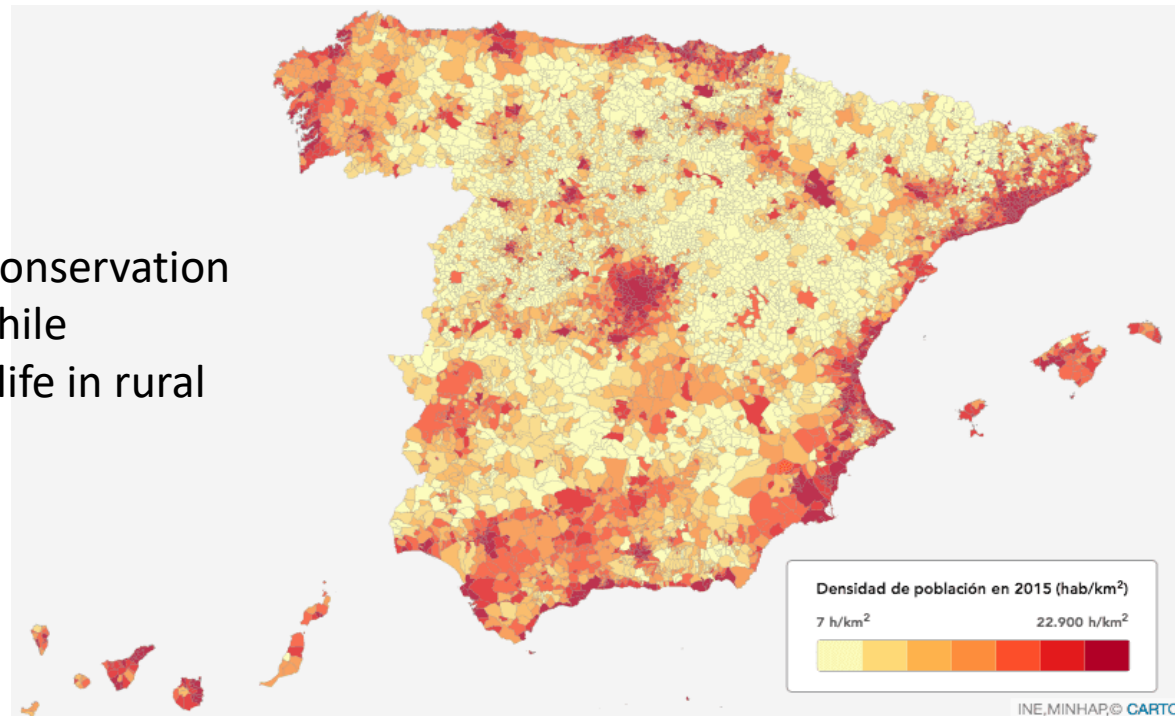 onservation
hile
life in rural
Densidad de población en 2015 (hab/km²)
7 h/km² 22.900 h/km²
INE,MINHAP,© CARTO